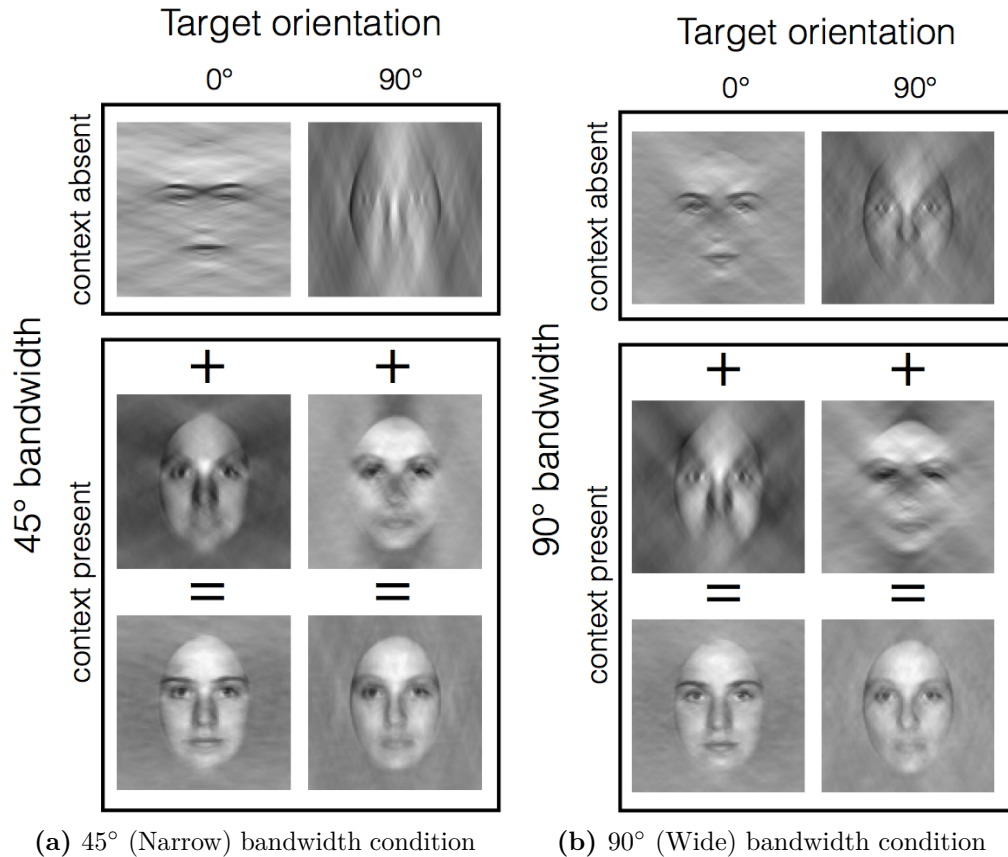 Target orientation
0° 90°
context absent
45° bandwidth
context present
+ +
= =
(a) 45° (Narrow) bandwidth condition
Target orientation
0° 90°
context absent
90° bandwidth
context present
+ +
= =
(b) 90° (Wide) bandwidth condition